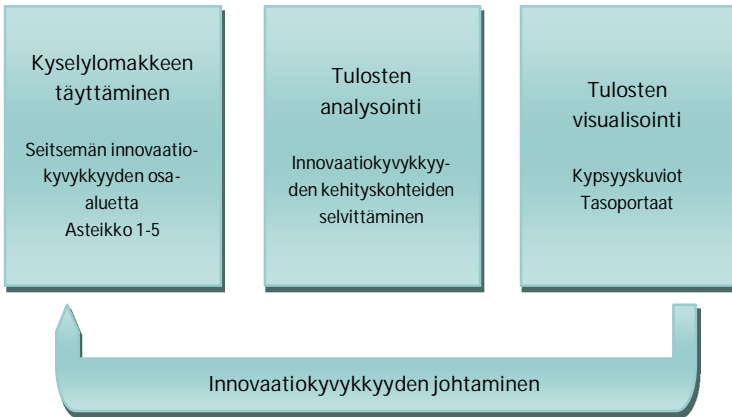 Kyselylomakkeen
täyttäminen
Seitsemän innovaatio-
kyvykkyyden osa-
aluetta
Asteikko 1-5
Tulosten
analysointi
Innovaatiokyvykkyy-
den kehityskohteiden
selvittäminen
Tulosten
visualisointi
Kypsyyskuviot
Tasoportaat
Innovaatiokyvykkyyden johtaminen